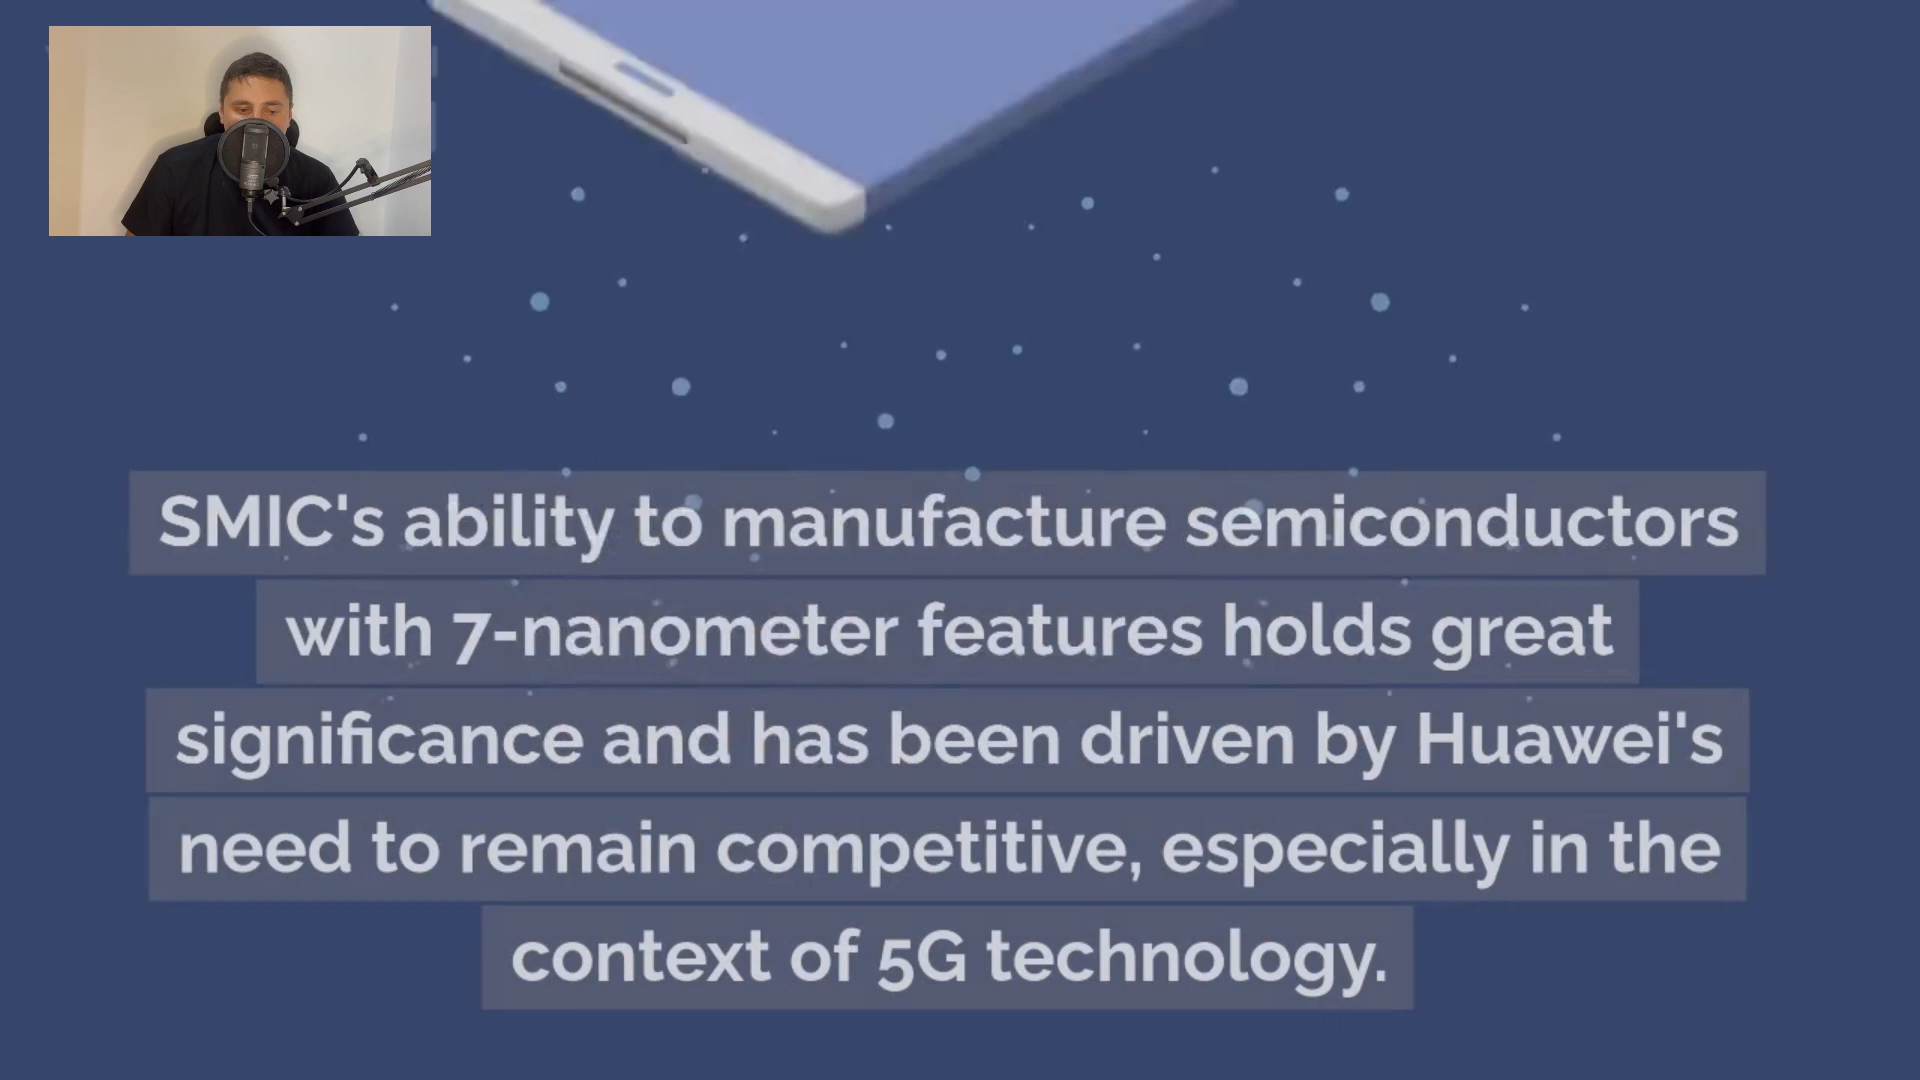 SMIC's ability to manufacture semiconductors
with 7-nanometer features holds great
significance and has been driven by Huawei's
need to remain competitive, especially in the
context of 5G technology.